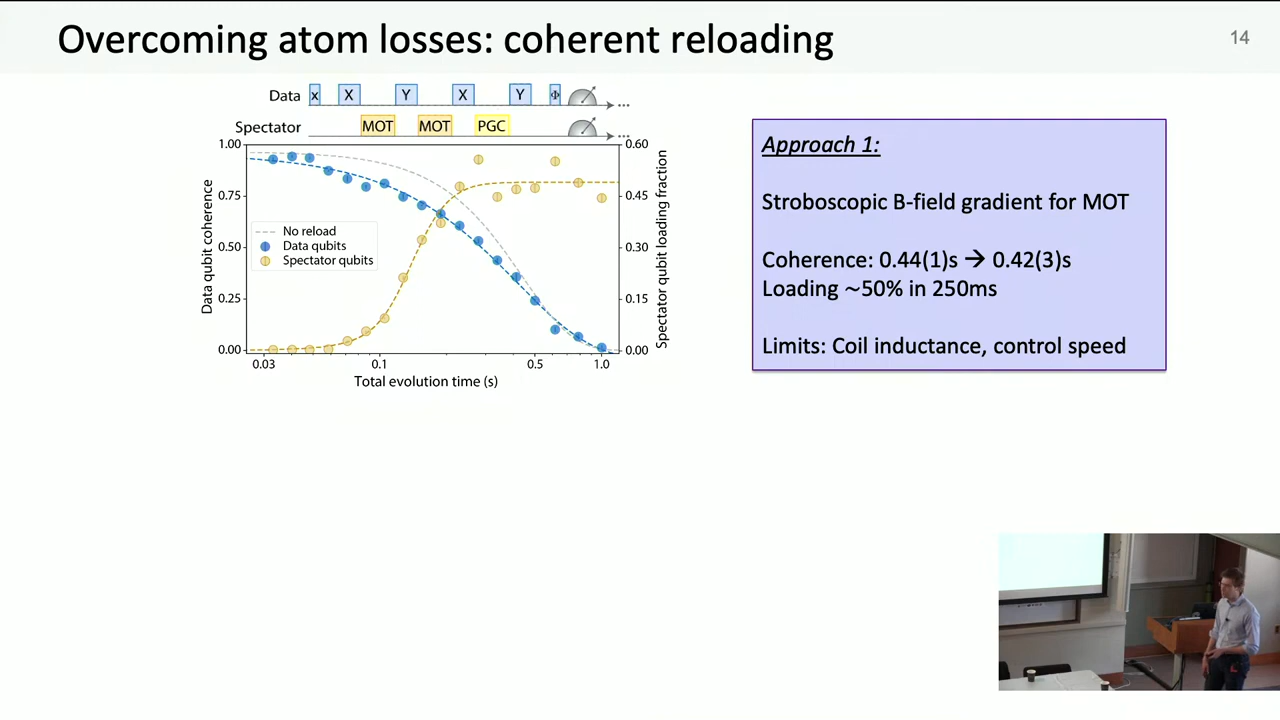 Overcoming atom losses: coherent reloading
14
Data x X Y X Y Φ ...
Spectator MOT MOT PGC ...
1.00
0.75
0.50
0.25
0.00
Data qubit coherence
No reload
Data qubits
Spectator qubits
0.60
0.45
0.30
0.15
0.00
Spectator qubit loading fraction
0.03 0.1 0.5 1.0
Total evolution time (s)
Approach 1:
Stroboscopic B-field gradient for MOT
Coherence: 0.44(1)s → 0.42(3)s
Loading ~50% in 250ms
Limits: Coil inductance, control speed